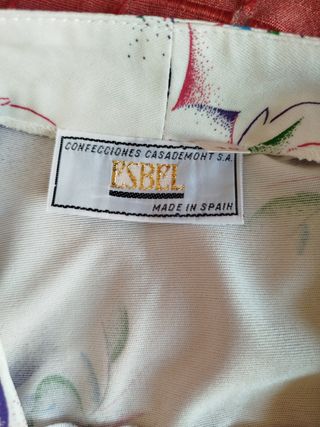 CONFECCIONES CASADEMONT S.A.
ESBEL
MADE IN SPAIN